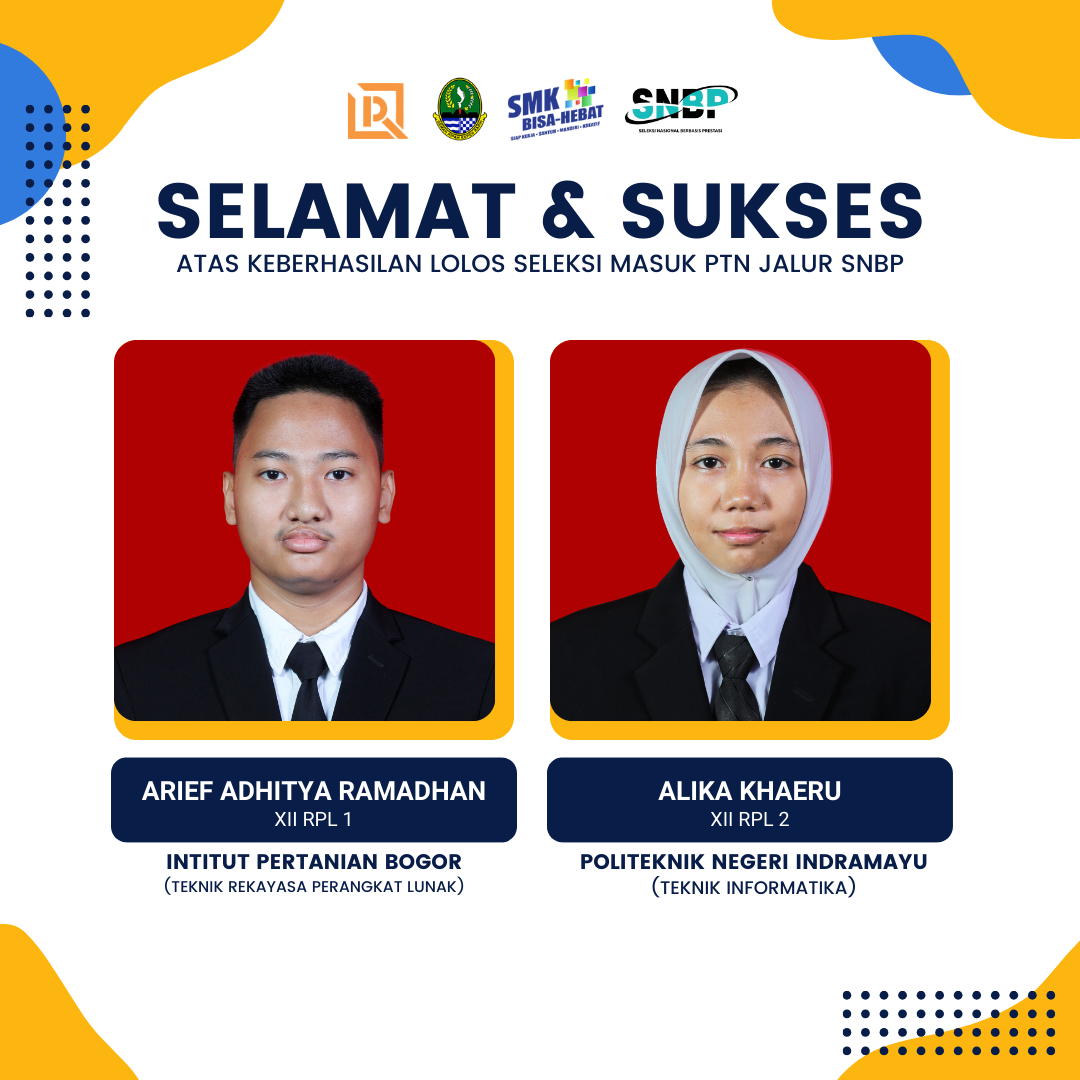 SMK
BISA-HEBAT
SIAP KERJA • SANTUN • MANDIRI • KREATIF
SNBP
SELEKSI NASIONAL BERBASIS PRESTASI
SELAMAT & SUKSES
ATAS KEBERHASILAN LOLOS SELEKSI MASUK PTN JALUR SNBP
ARIEF ADHITYA RAMADHAN
XII RPL 1
INTITUT PERTANIAN BOGOR
(TEKNIK REKAYASA PERANGKAT LUNAK)
ALIKA KHAERU
XII RPL 2
POLITEKNIK NEGERI INDRAMAYU
(TEKNIK INFORMATIKA)